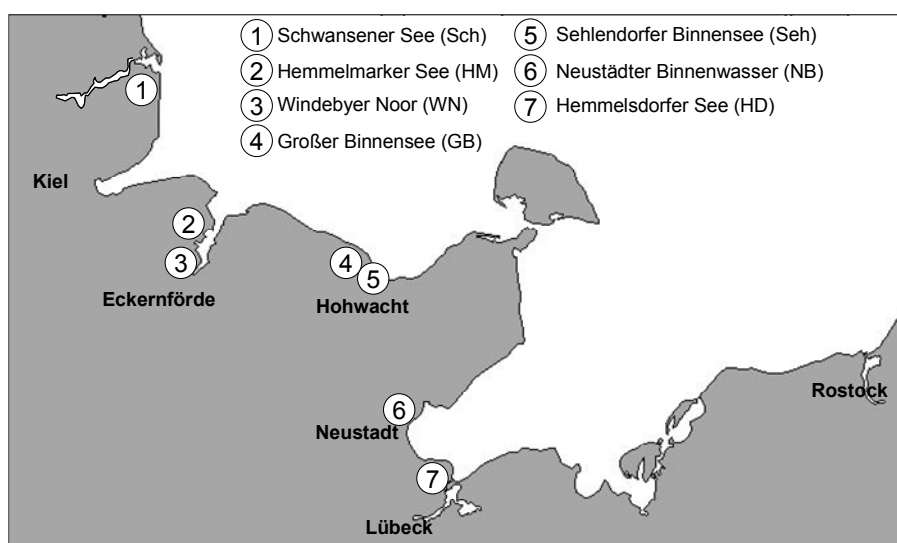 1 Schwansener See (Sch)
2 Hemmelmarker See (HM)
3 Windebyer Noor (WN)
4 Großer Binnensee (GB)
5 Sehlendorfer Binnensee (Seh)
6 Neustädter Binnenwasser (NB)
7 Hemmelsdorfer See (HD)
1
Kiel
2
3
Eckernförde
4
5
Hohwacht
6
Neustadt
7
Lübeck
Rostock